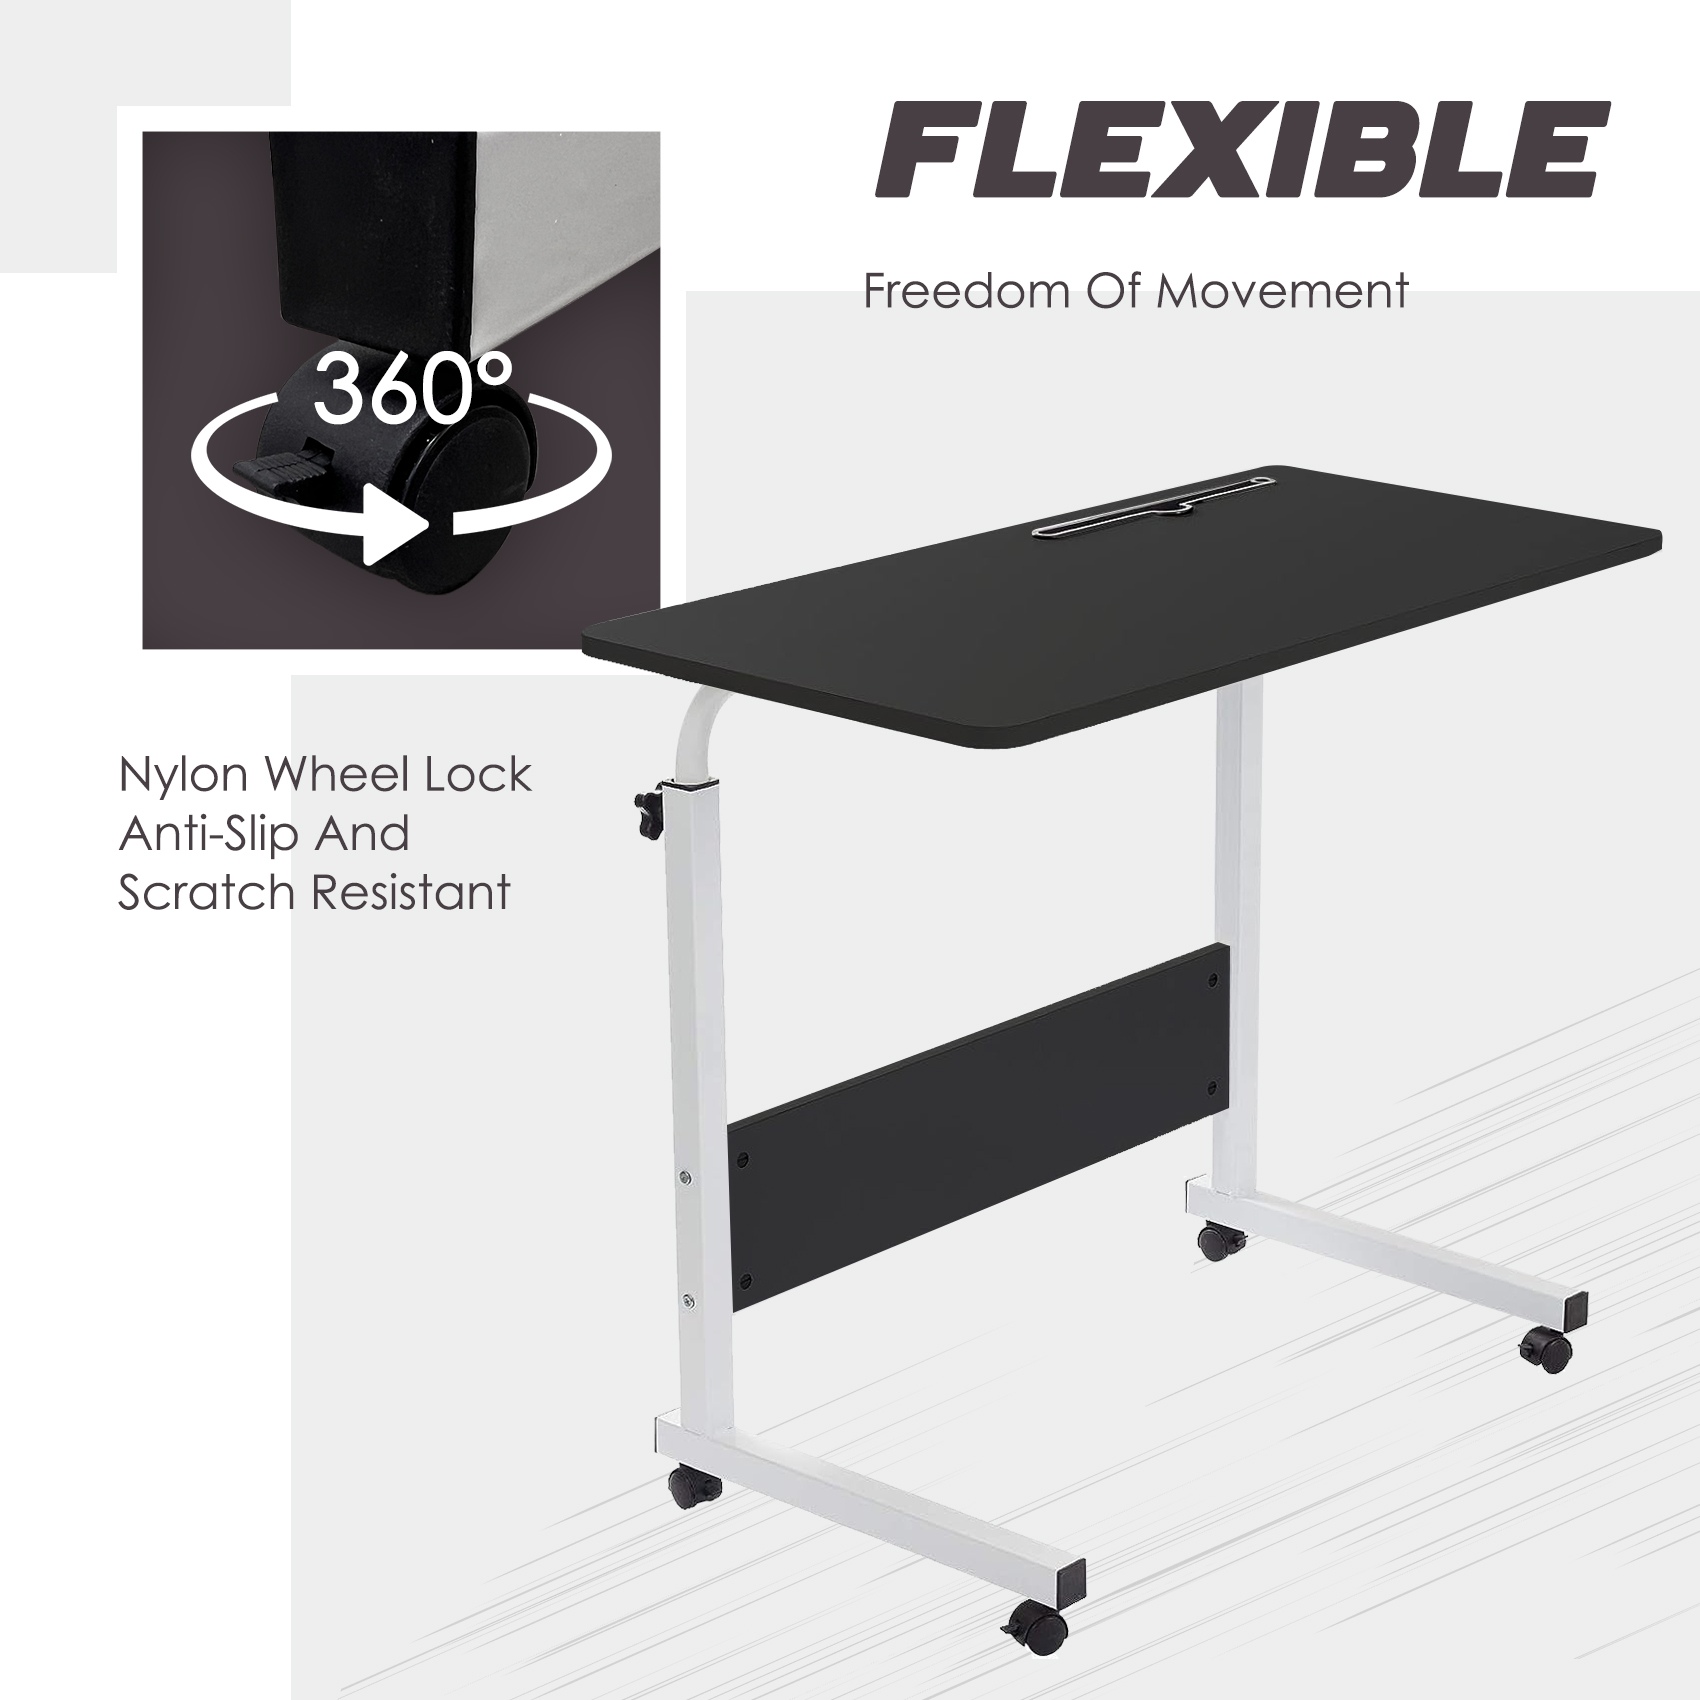 FLEXIBLE
Freedom Of Movement
360°
Nylon Wheel Lock
Anti-Slip And
Scratch Resistant